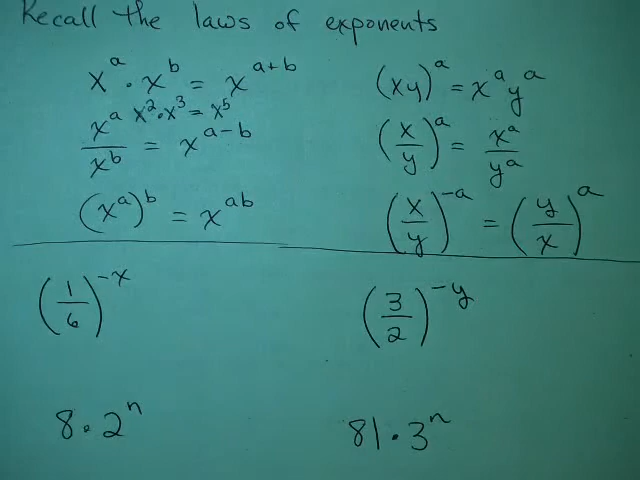 Recall the laws of exponents
x^a · x^b = x^{a+b}
x^2 · x^3 = x^5
x^a / x^b = x^{a-b}
(x^a)^b = x^{ab}
(xy)^a = x^a y^a
(x/y)^a = x^a / y^a
(x/y)^{-a} = (y/x)^a
(1/6)^{-x}
(3/2)^{-y}
8 · 2^n
81 · 3^n